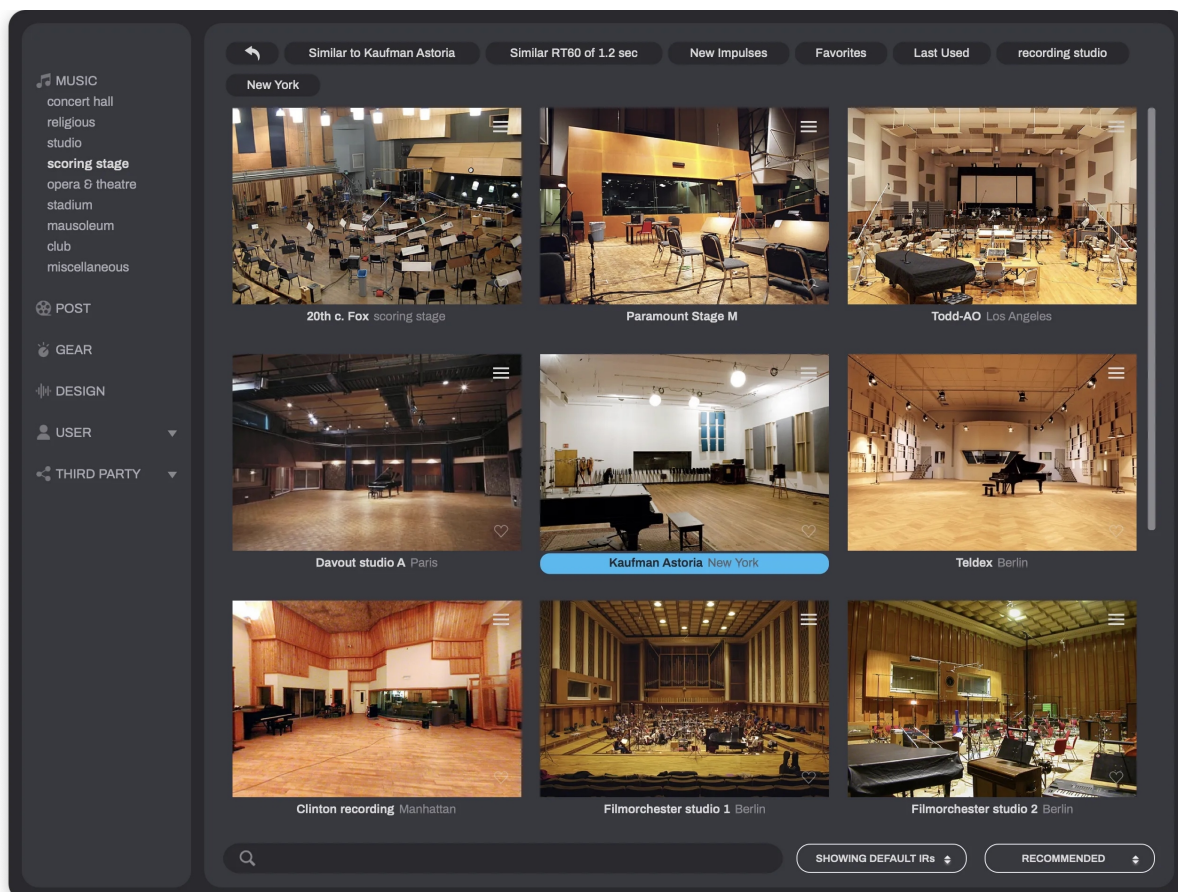 Similar to Kaufman Astoria
Similar RT60 of 1.2 sec
New Impulses
Favorites
Last Used
recording studio
New York
MUSIC
concert hall
religious
studio
scoring stage
opera & theatre
stadium
mausoleum
club
miscellaneous
POST
GEAR
DESIGN
USER
THIRD PARTY
20th c. Fox scoring stage
Paramount Stage M
Todd-AO Los Angeles
Davout studio A Paris
Kaufman Astoria New York
Teldex Berlin
Clinton recording Manhattan
Filmorchester studio 1 Berlin
Filmorchester studio 2 Berlin
SHOWING DEFAULT IRs
RECOMMENDED